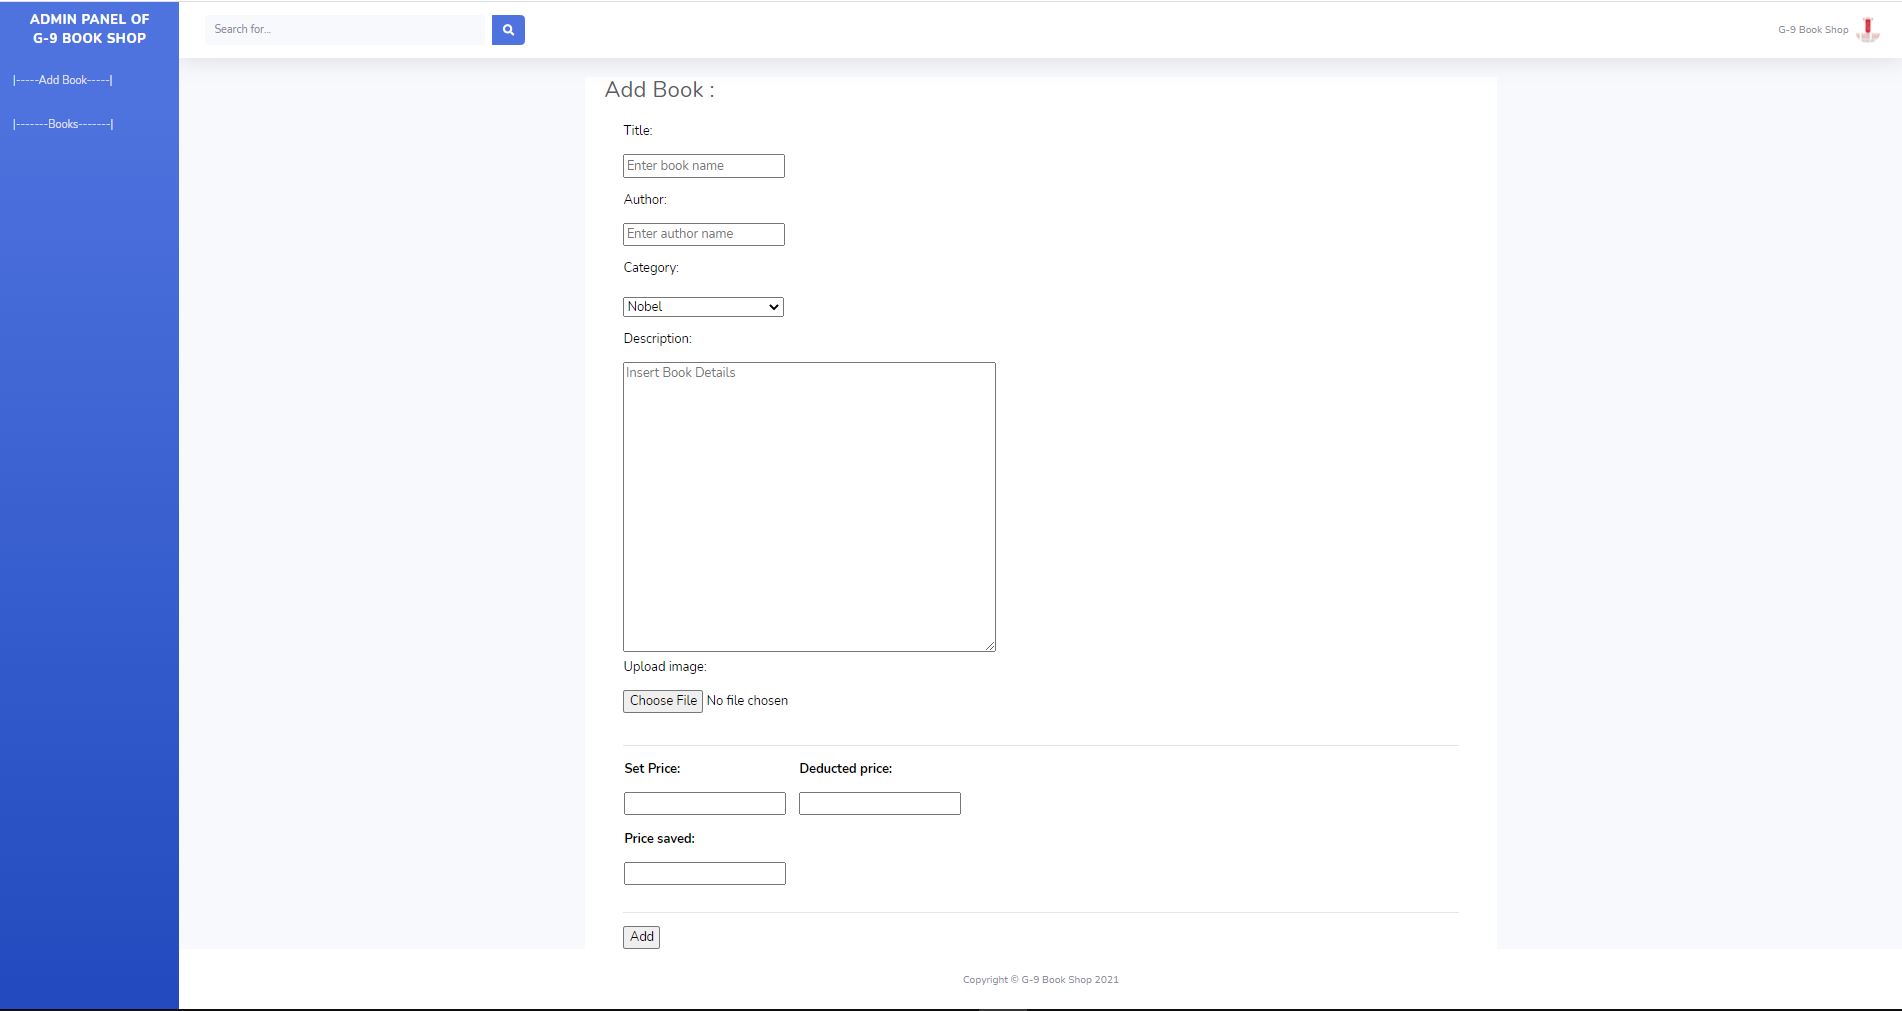 ADMIN PANEL OF
G-9 BOOK SHOP
|-----Add Book-----|
|-------Books-------|
Search for...
G-9 Book Shop
Add Book :
Title:
Enter book name
Author:
Enter author name
Category:
Nobel
Description:
Insert Book Details
Upload image:
Choose File No file chosen
Set Price: Deducted price:
Price saved:
Add
Copyright © G-9 Book Shop 2021